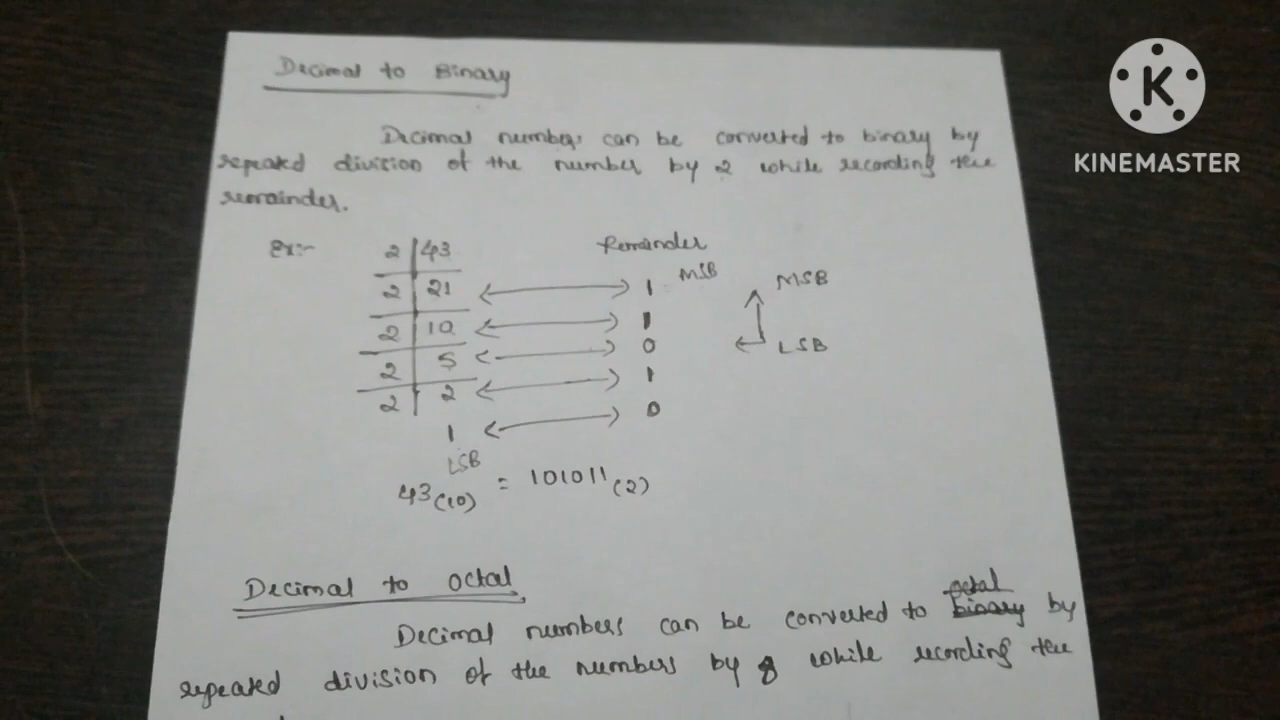 Decimal to Binary
Decimal numbers can be converted to binary by
repeated division of the number by 2 while recording the
remainder.
Ex:- 2 | 43 Remainder
2 | 21 1 MSB MSB
2 | 10 1
2 | 5 0 LSB
2 | 2 1
1 0
LSB
43(10) = 101011(2)
Decimal to Octal
octal
Decimal numbers can be converted to binary by
repeated division of the numbers by 8 while recording the
K
KINEMASTER